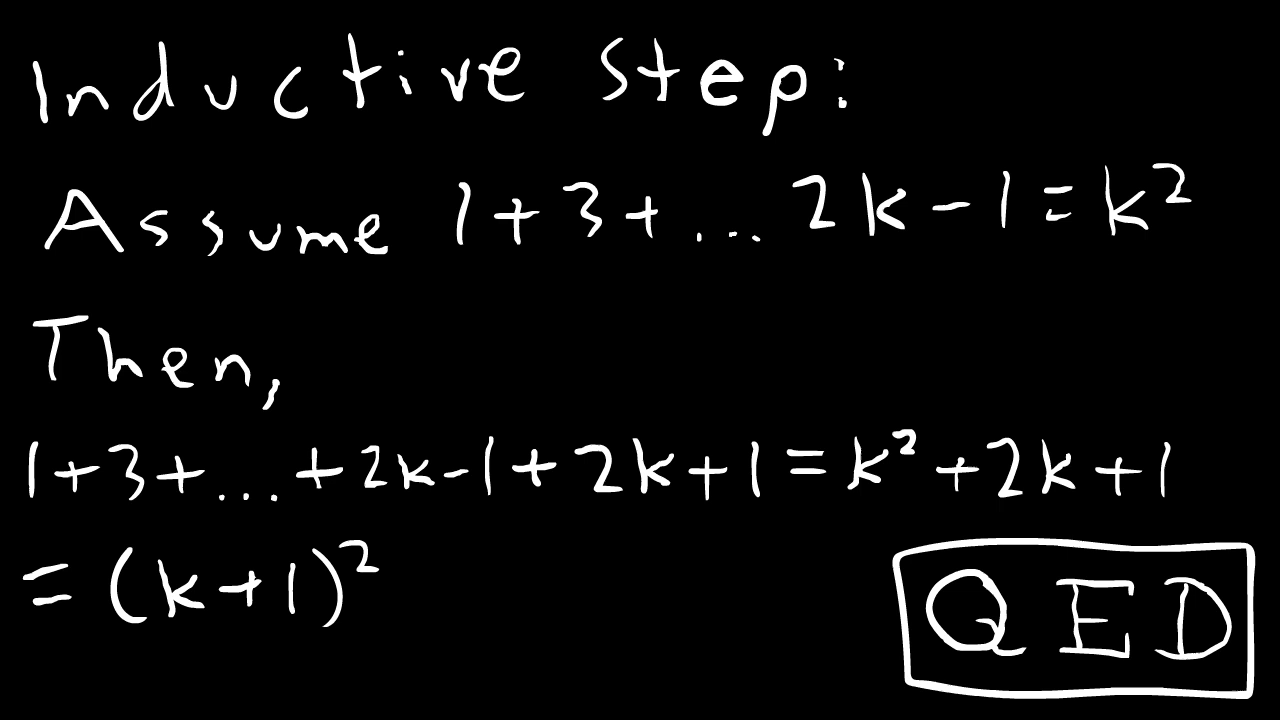 Inductive Step:
Assume 1+3+...2k-1=k²
Then,
1+3+...+2k-1+2k+1=k²+2k+1
=(k+1)²
QED